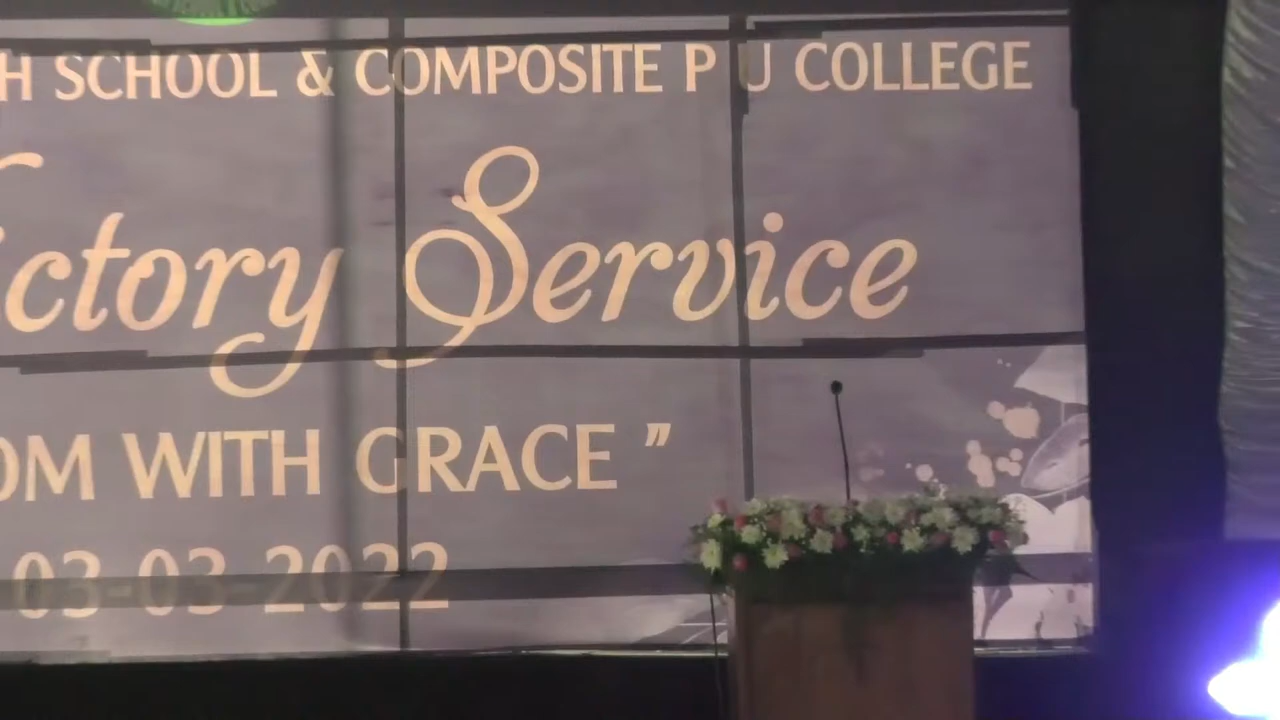 H SCHOOL & COMPOSITE P U COLLEGE
ctory Service
OM WITH GRACE "
03-03-2022